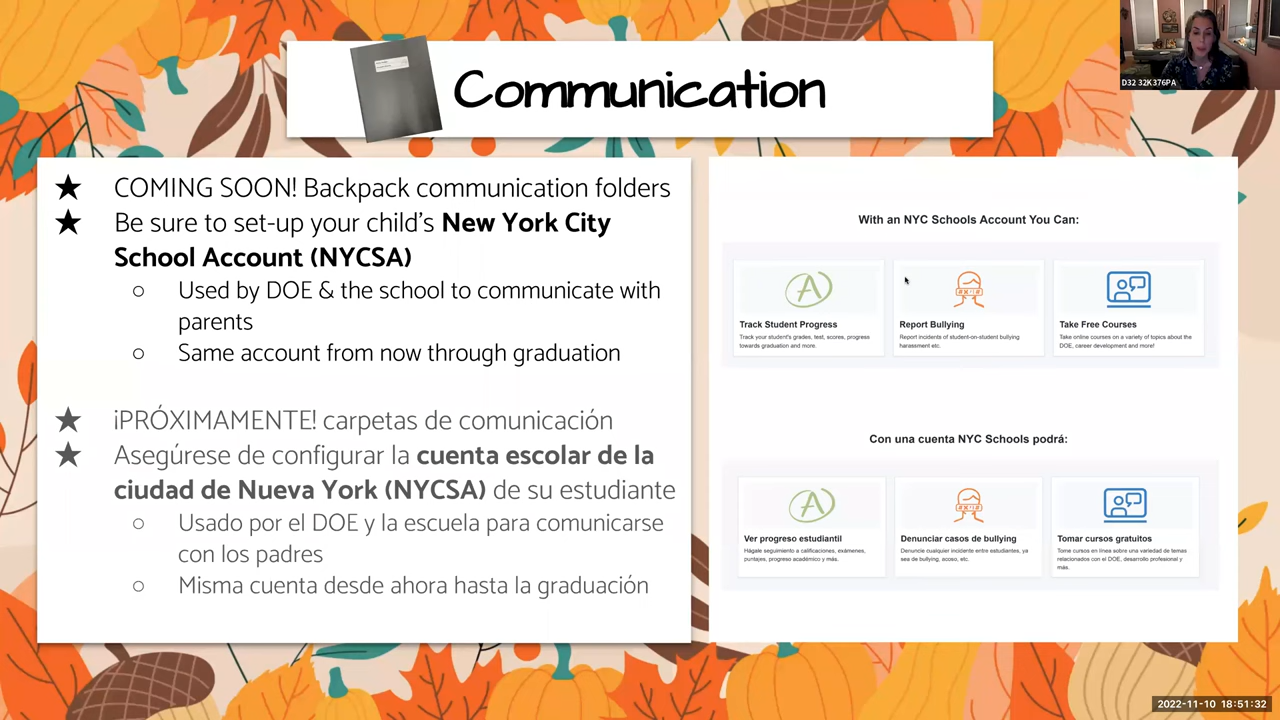 Communication
D32 32K376PA
★ COMING SOON! Backpack communication folders
★ Be sure to set-up your child's New York City
School Account (NYCSA)
○ Used by DOE & the school to communicate with
parents
○ Same account from now through graduation
★ ¡PRÓXIMAMENTE! carpetas de comunicación
★ Asegúrese de configurar la cuenta escolar de la
ciudad de Nueva York (NYCSA) de su estudiante
○ Usado por el DOE y la escuela para comunicarse
con los padres
○ Misma cuenta desde ahora hasta la graduación
With an NYC Schools Account You Can:
Track Student Progress
Track your student's grades, test, scores, progress
towards graduation and more.
Report Bullying
Report incidents of student-on-student bullying
harassment etc.
Take Free Courses
Take online courses on a variety of topics about the
DOE, career development and more!
Con una cuenta NYC Schools podrá:
Ver progreso estudiantil
Hágale seguimiento a calificaciones, exámenes,
puntajes, progreso académico y más.
Denunciar casos de bullying
Denuncie cualquier incidente entre estudiantes, ya
sea de bullying, acoso, etc.
Tomar cursos gratuitos
Tome cursos en línea sobre una variedad de temas
relacionados con el DOE, desarrollo profesional y
más.
2022-11-10 18:51:32